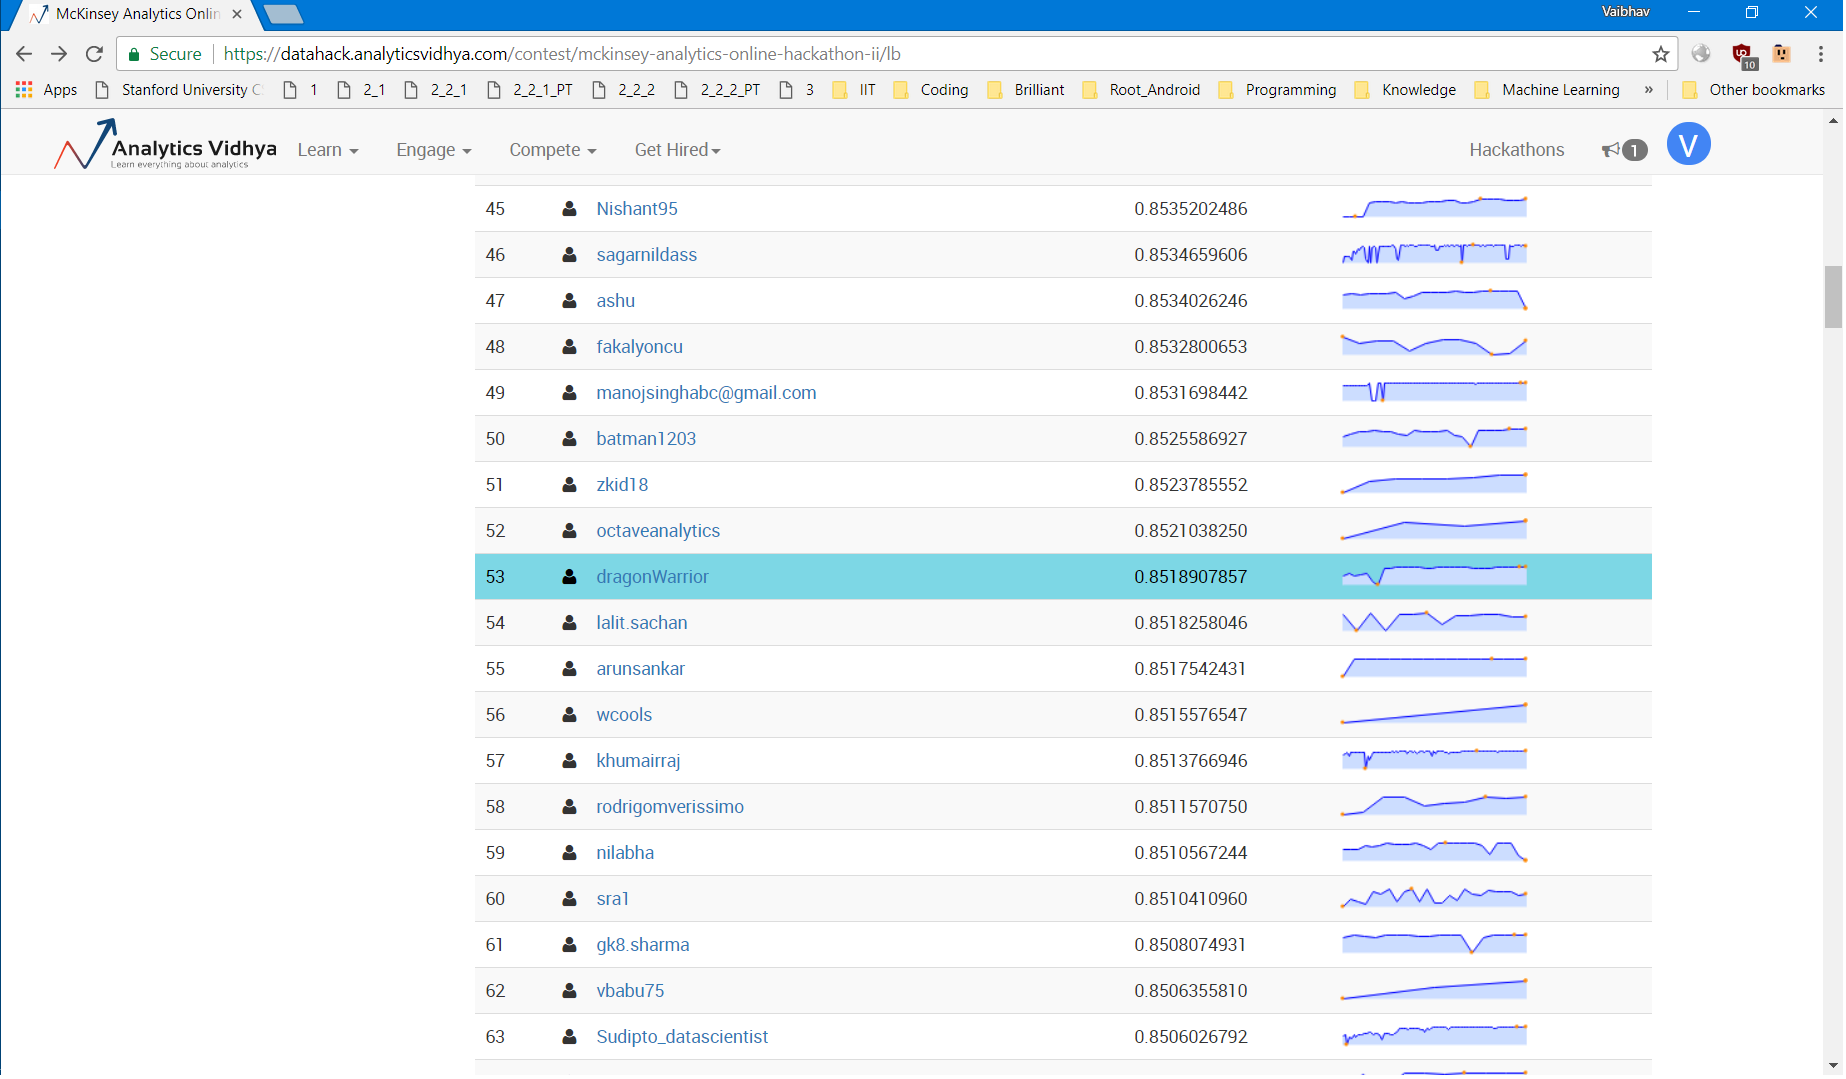 McKinsey Analytics Onlin
Vaibhav
Secure https://datahack.analyticsvidhya.com/contest/mckinsey-analytics-online-hackathon-ii/lb
10
Apps Stanford University C 1 2_1 2_2_1 2_2_1_PT 2_2_2 2_2_2_PT 3 IIT Coding Brilliant Root_Android Programming Knowledge Machine Learning » Other bookmarks
Analytics Vidhya Learn Engage Compete Get Hired Hackathons 1 V
Learn everything about analytics
45 Nishant95 0.8535202486
46 sagarnildass 0.8534659606
47 ashu 0.8534026246
48 fakalyoncu 0.8532800653
49 manojsinghabc@gmail.com 0.8531698442
50 batman1203 0.8525586927
51 zkid18 0.8523785552
52 octaveanalytics 0.8521038250
53 dragonWarrior 0.8518907857
54 lalit.sachan 0.8518258046
55 arunsankar 0.8517542431
56 wcools 0.8515576547
57 khumairraj 0.8513766946
58 rodrigomverissimo 0.8511570750
59 nilabha 0.8510567244
60 sra1 0.8510410960
61 gk8.sharma 0.8508074931
62 vbabu75 0.8506355810
63 Sudipto_datascientist 0.8506026792